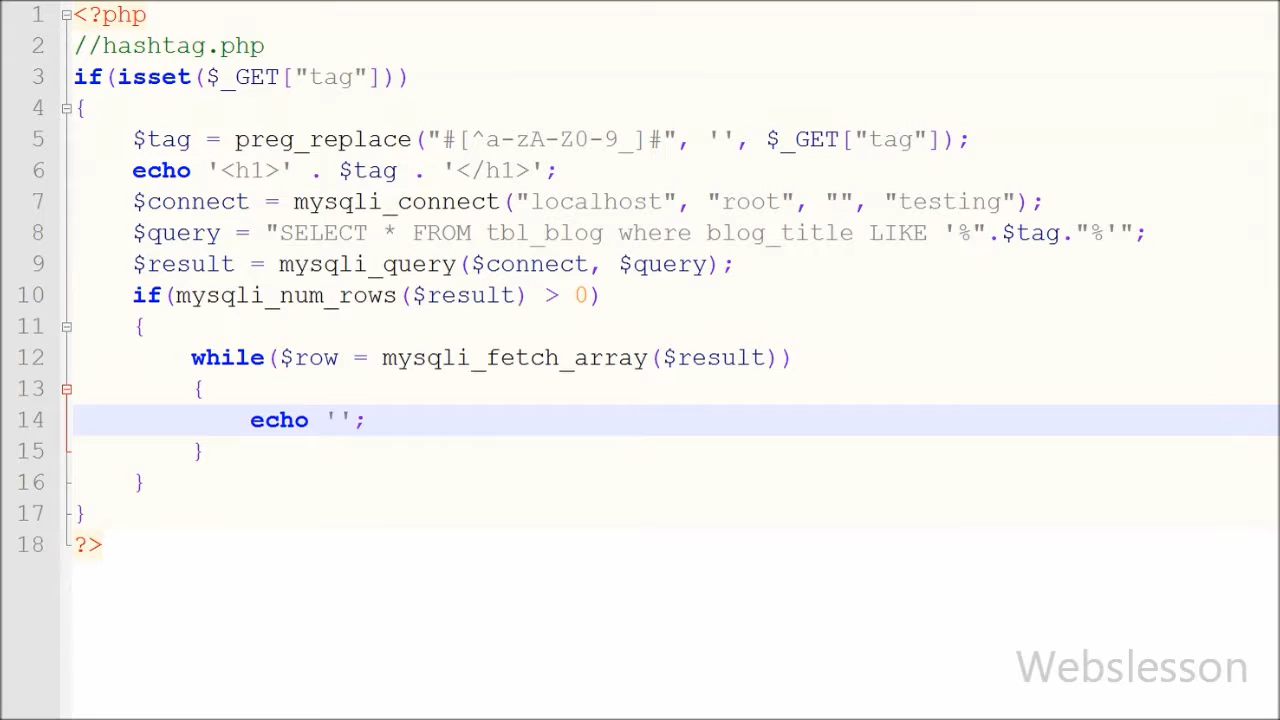 1 <?php
2 //hashtag.php
3 if(isset($_GET["tag"]))
4 {
5 $tag = preg_replace("#[^a-zA-Z0-9_]#", '', $_GET["tag"]);
6 echo '<h1>' . $tag . '</h1>';
7 $connect = mysqli_connect("localhost", "root", "", "testing");
8 $query = "SELECT * FROM tbl_blog where blog_title LIKE '%".$tag."%'";
9 $result = mysqli_query($connect, $query);
10 if(mysqli_num_rows($result) > 0)
11 {
12 while($row = mysqli_fetch_array($result))
13 {
14 echo '';
15 }
16 }
17 }
18 ?>
Webslesson